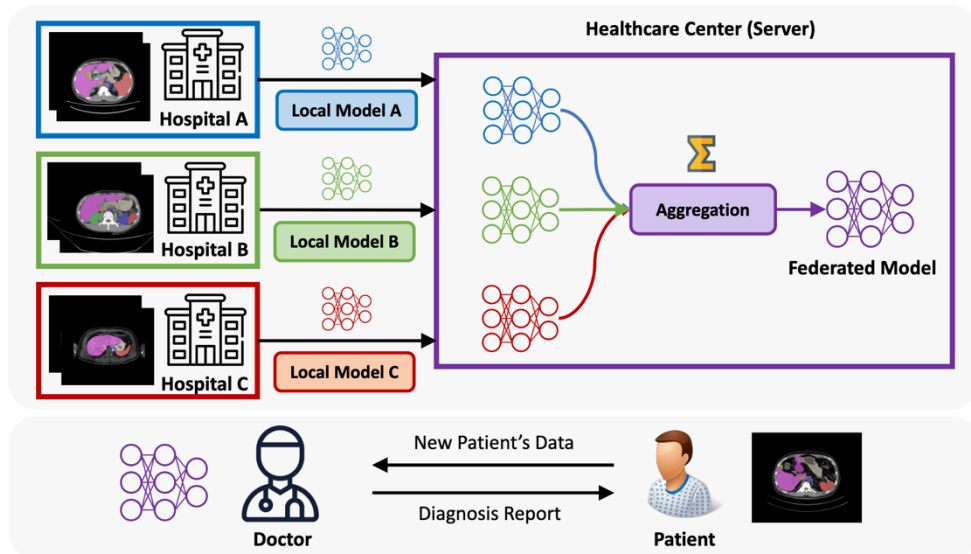 Healthcare Center (Server)
Hospital A
Local Model A
Hospital B
Local Model B
Hospital C
Local Model C
Σ
Aggregation
Federated Model
New Patient's Data
Diagnosis Report
Doctor
Patient